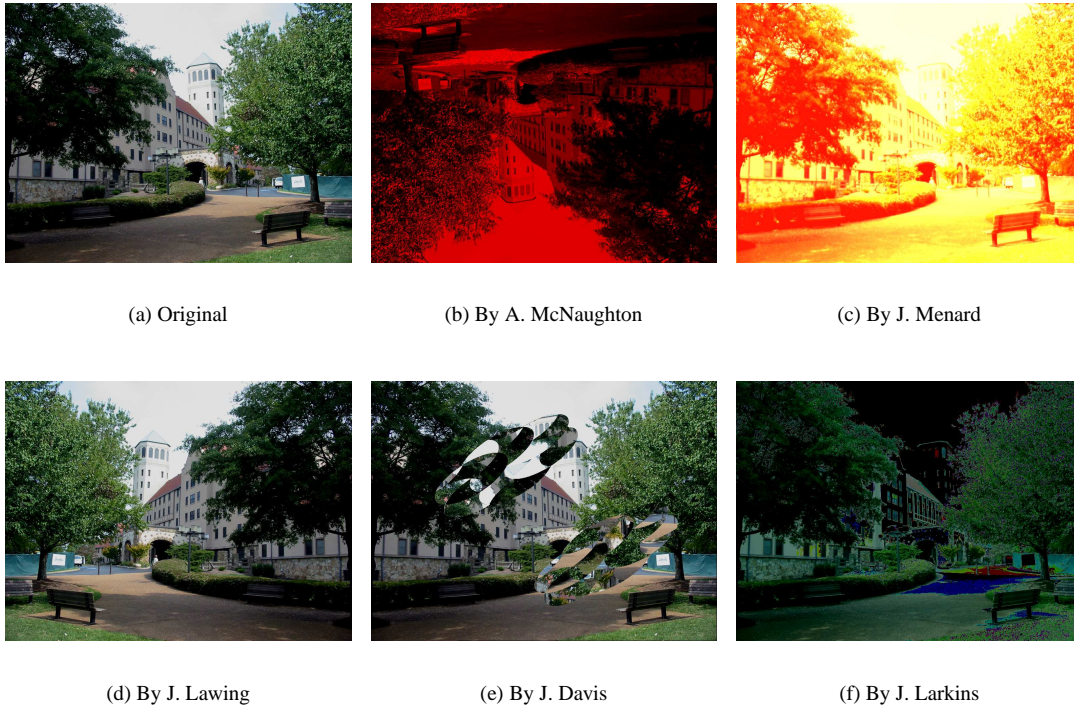 (a) Original
(b) By A. McNaughton
(c) By J. Menard
(d) By J. Lawing
(e) By J. Davis
(f) By J. Larkins